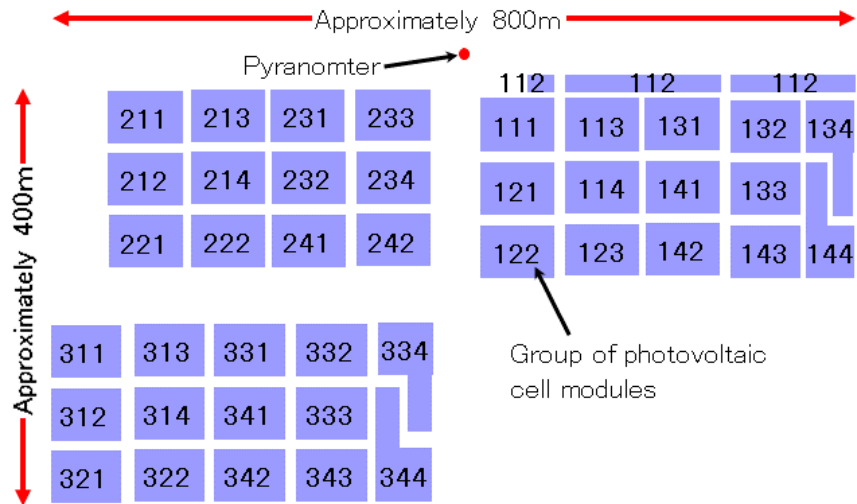 Approximately 800m
Pyranomter
112 112 112
211 213 231 233
111 113 131 132 134
212 214 232 234
121 114 141 133
221 222 241 242
122 123 142 143 144
Approximately 400m
311 313 331 332 334
Group of photovoltaic
cell modules
312 314 341 333
321 322 342 343 344